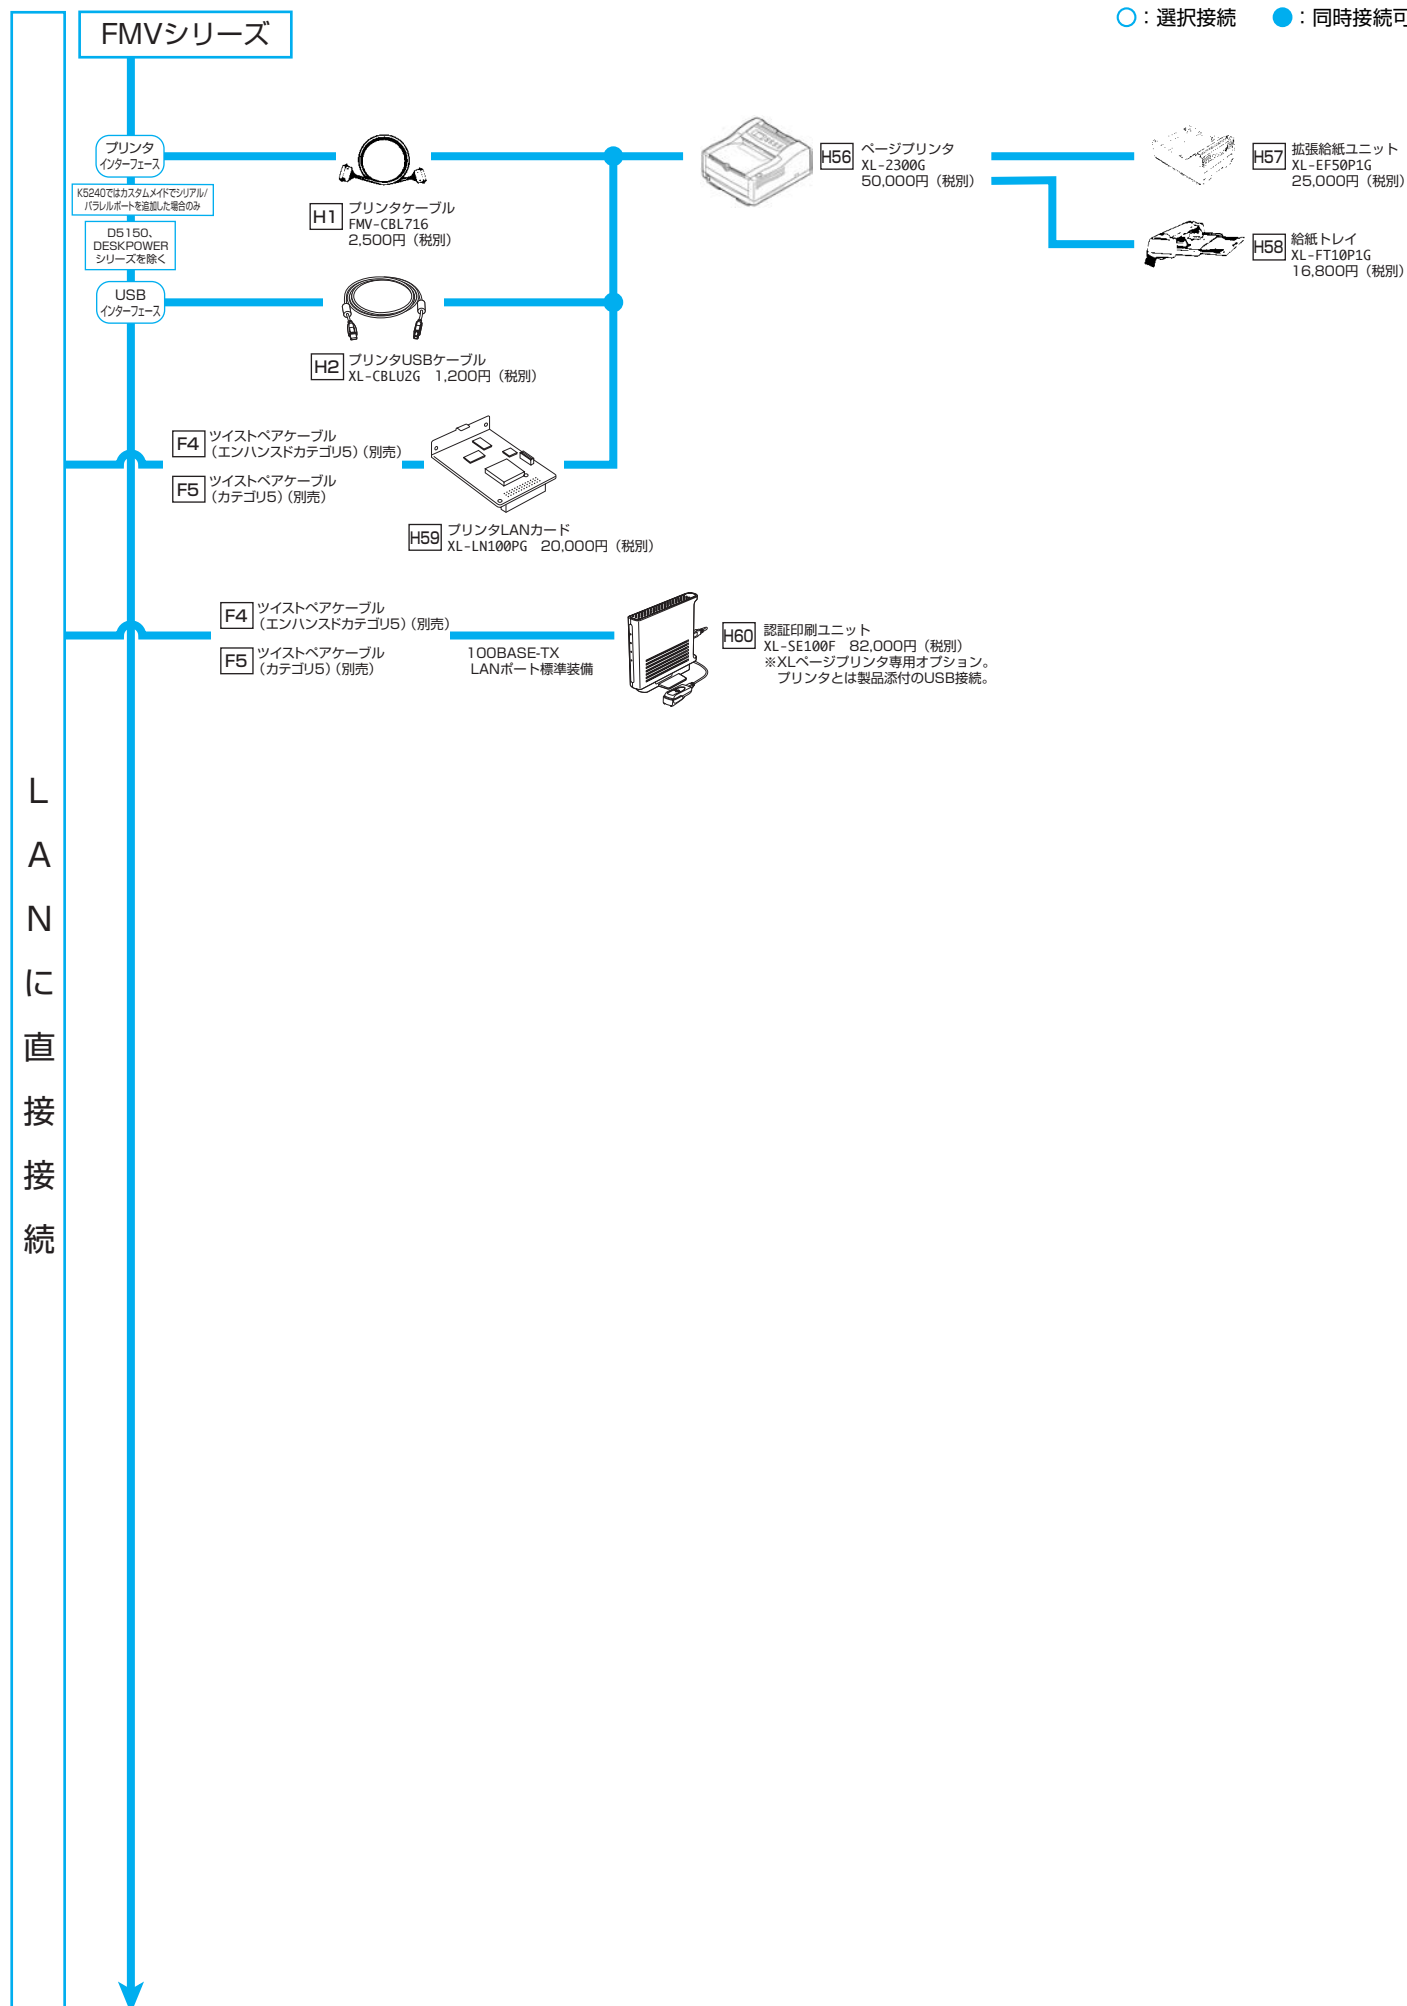 FMVシリーズ
○：選択接続　●：同時接続可
プリンタ
インターフェース
K5240ではカスタムメイドでシリアル/
パラレルポートを追加した場合のみ
D5150、
DESKPOWER
シリーズを除く
USB
インターフェース
H1 プリンタケーブル
FMV-CBL716
2,500円（税別）
H2 プリンタUSBケーブル
XL-CBLU2G　1,200円（税別）
H56 ページプリンタ
XL-2300G
50,000円（税別）
H57 拡張給紙ユニット
XL-EF50P1G
25,000円（税別）
H58 給紙トレイ
XL-FT10P1G
16,800円（税別）
F4 ツイストペアケーブル
（エンハンスドカテゴリ5）（別売）
F5 ツイストペアケーブル
（カテゴリ5）（別売）
H59 プリンタLANカード
XL-LN100PG　20,000円（税別）
F4 ツイストペアケーブル
（エンハンスドカテゴリ5）（別売）
F5 ツイストペアケーブル
（カテゴリ5）（別売）
100BASE-TX
LANポート標準装備
H60 認証印刷ユニット
XL-SE100F　82,000円（税別）
※XLページプリンタ専用オプション。
プリンタとは製品添付のUSB接続。
LANに直接接続